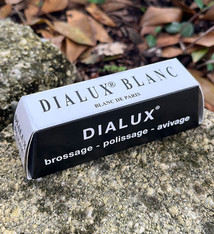 DIALUX® BLANC
BLANC DE PARIS
DIALUX®
brossage - polissage - avivage